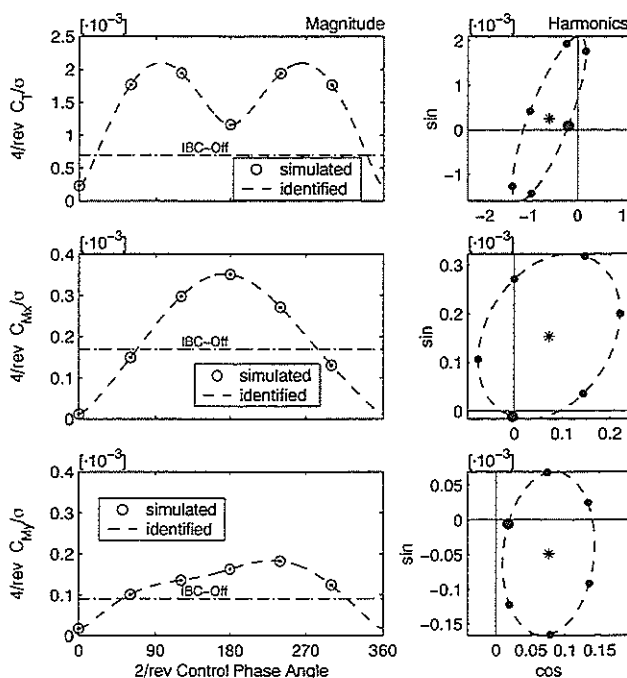 [·10⁻³] Magnitude
4/rev C_T/σ
2.5
2
1.5
1
0.5
0
IBC-Off
simulated
identified
[·10⁻³] Harmonics
sin
2
1
0
−1
−2 −1 0 1
[·10⁻³]
4/rev C_Mx/σ
0.4
0.3
0.2
0.1
0
IBC-Off
simulated
identified
[·10⁻³]
sin
0.3
0.2
0.1
0
0 0.1 0.2
[·10⁻³]
4/rev C_My/σ
0.4
0.3
0.2
0.1
0
simulated
identified
IBC-Off
0 90 180 270 360
2/rev Control Phase Angle
[·10⁻³]
sin
0.05
0
−0.05
−0.1
−0.15
0 0.05 0.1 0.15
cos